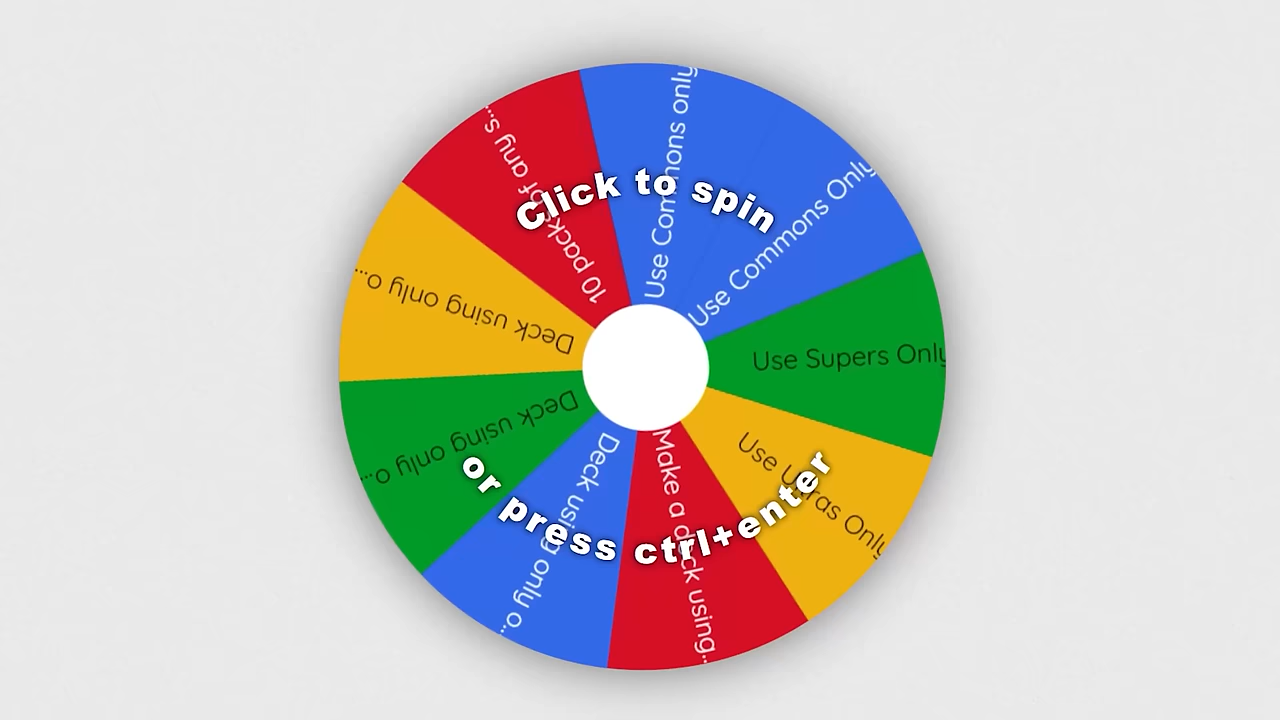 Click to spin
or press ctrl+enter
Use Commons only
Use Commons Only
Use Supers Only
Use Ultras Only
Make a deck using...
Deck using only o...
Deck using only o...
Deck using only o...
10 packs of any s...